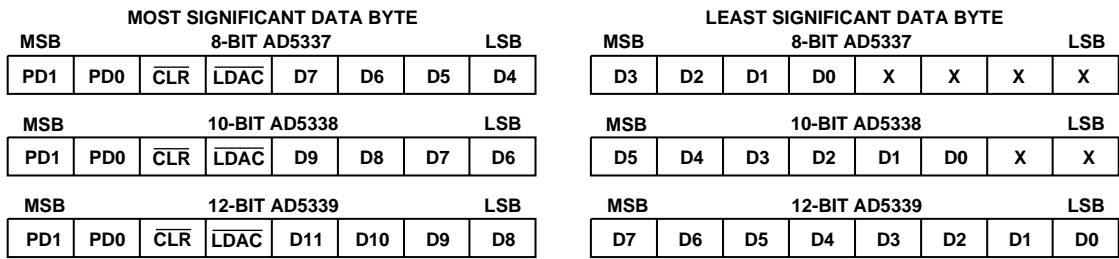 MOST SIGNIFICANT DATA BYTE
MSB 8-BIT AD5337 LSB
PD1 PD0 CLR LDAC D7 D6 D5 D4
MSB 10-BIT AD5338 LSB
PD1 PD0 CLR LDAC D9 D8 D7 D6
MSB 12-BIT AD5339 LSB
PD1 PD0 CLR LDAC D11 D10 D9 D8
LEAST SIGNIFICANT DATA BYTE
MSB 8-BIT AD5337 LSB
D3 D2 D1 D0 X X X X
MSB 10-BIT AD5338 LSB
D5 D4 D3 D2 D1 D0 X X
MSB 12-BIT AD5339 LSB
D7 D6 D5 D4 D3 D2 D1 D0